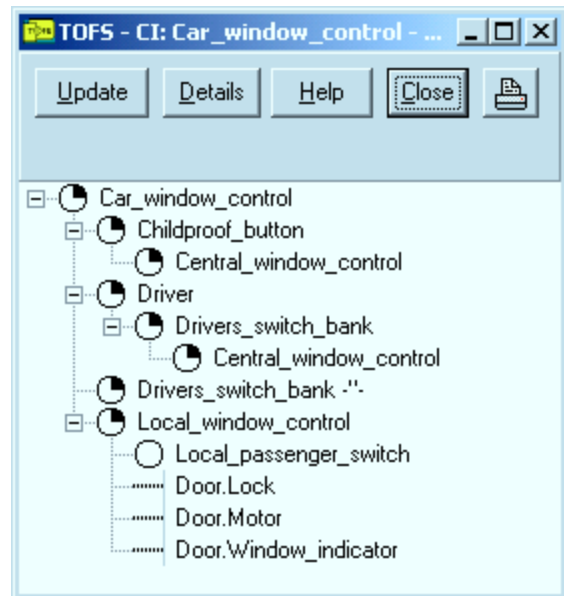 TOFS - CI: Car_window_control - ...
Update Details Help Close
Car_window_control
Childproof_button
Central_window_control
Driver
Drivers_switch_bank
Central_window_control
Drivers_switch_bank -"-
Local_window_control
Local_passenger_switch
Door.Lock
Door.Motor
Door.Window_indicator